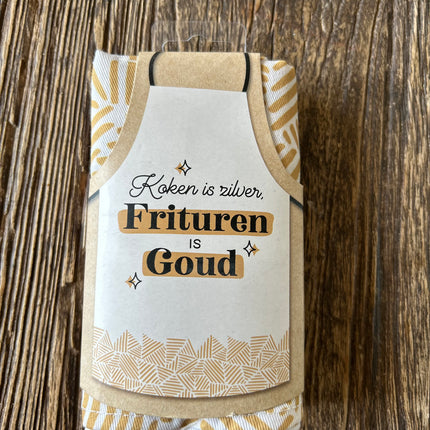 Koken is zilver,
Frituren
IS
Goud